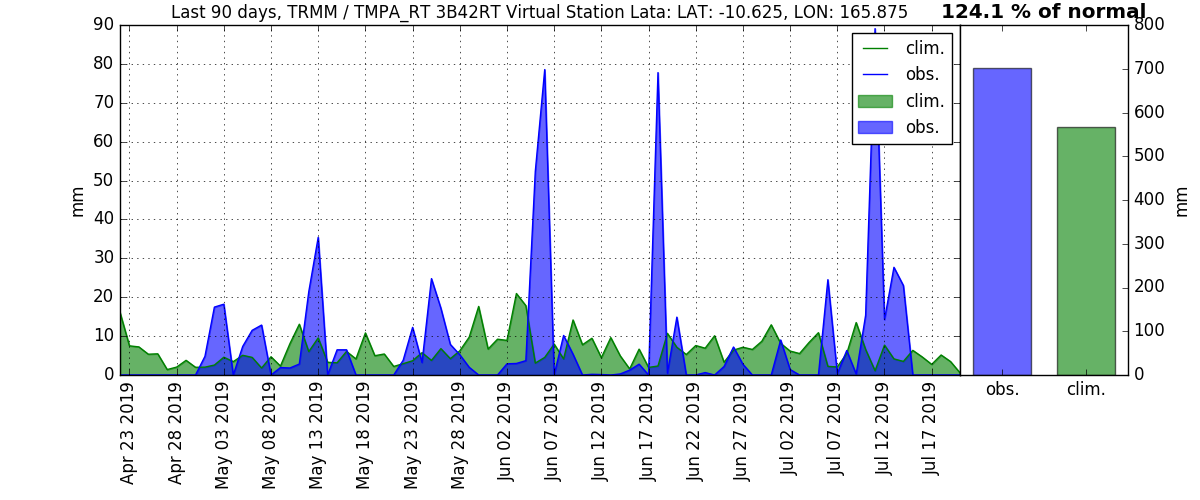 Last 90 days, TRMM / TMPA_RT 3B42RT Virtual Station Lata: LAT: -10.625, LON: 165.875
124.1 % of normal
90
80
70
60
50
40
30
20
10
0
mm
clim.
obs.
clim.
obs.
Apr 23 2019
Apr 28 2019
May 03 2019
May 08 2019
May 13 2019
May 18 2019
May 23 2019
May 28 2019
Jun 02 2019
Jun 07 2019
Jun 12 2019
Jun 17 2019
Jun 22 2019
Jun 27 2019
Jul 02 2019
Jul 07 2019
Jul 12 2019
Jul 17 2019
800
700
600
500
400
300
200
100
0
mm
obs.
clim.